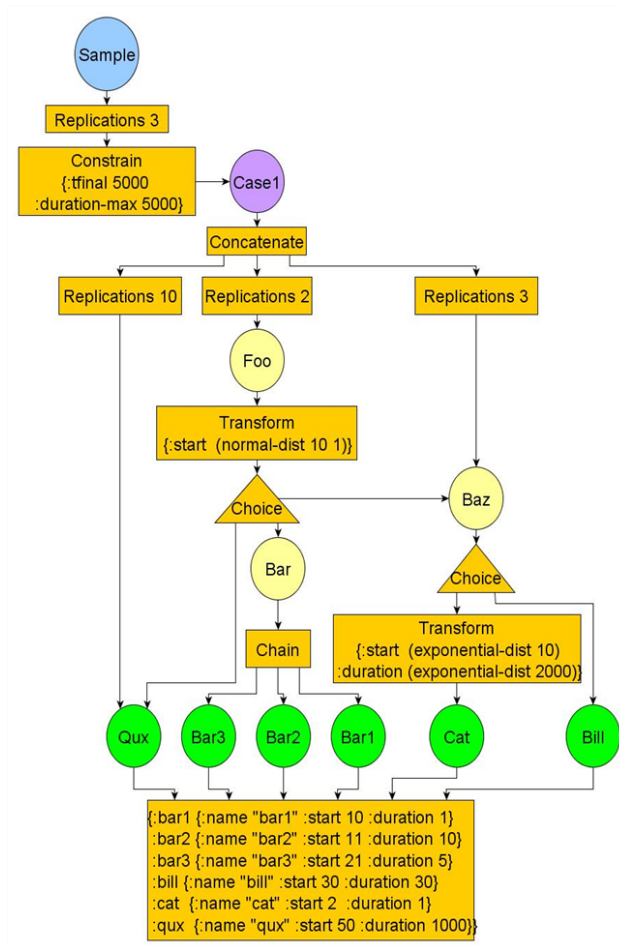 Sample
Replications 3
Constrain
{:tfinal 5000
:duration-max 5000}
Case1
Concatenate
Replications 10
Replications 2
Replications 3
Foo
Transform
{:start (normal-dist 10 1)}
Choice
Baz
Bar
Choice
Chain
Transform
{:start (exponential-dist 10)
:duration (exponential-dist 2000)}
Qux
Bar3
Bar2
Bar1
Cat
Bill
{:bar1 {:name "bar1" :start 10 :duration 1}
:bar2 {:name "bar2" :start 11 :duration 10}
:bar3 {:name "bar3" :start 21 :duration 5}
:bill {:name "bill" :start 30 :duration 30}
:cat {:name "cat" :start 2 :duration 1}
:qux {:name "qux" :start 50 :duration 1000}}